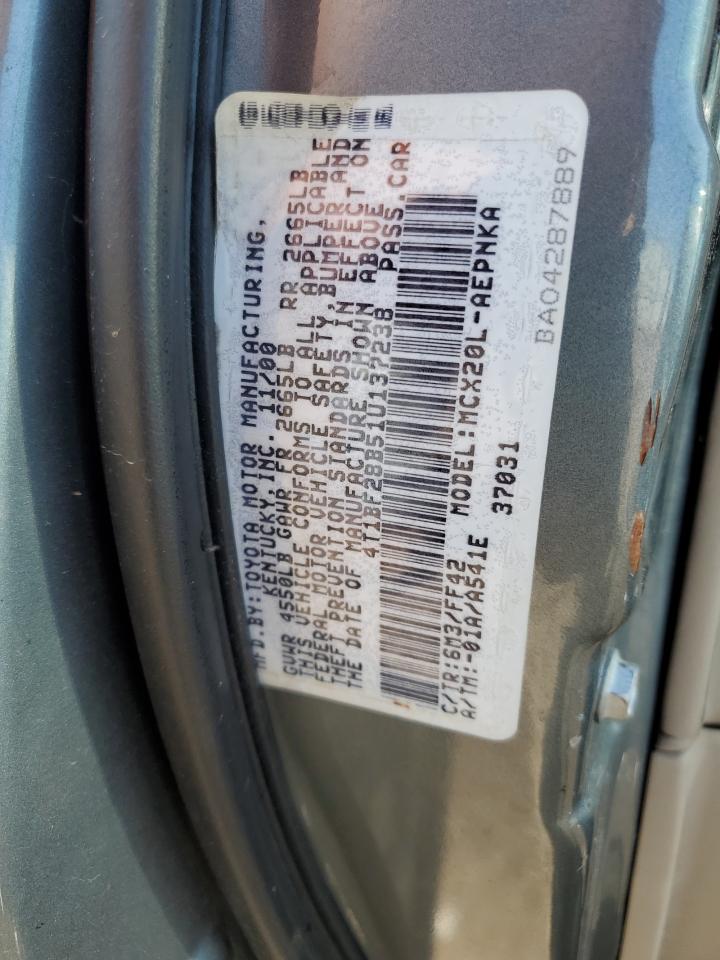 MFD.BY:TOYOTA MOTOR MANUFACTURING,
KENTUCKY, INC. 11/00
GVWR 4550LB GAWR FR 2665LB RR 2665LB
THIS VEHICLE CONFORMS TO ALL APPLICABLE
FEDERAL MOTOR VEHICLE SAFETY, BUMPER AND
THEFT PREVENTION STANDARDS IN EFFECT ON
THE DATE OF MANUFACTURE SHOWN ABOVE
4T1BF28B51U137238 PASS.CAR
C/TR:6M3/FF42 MODEL:MCX20L-AEPNKA
A/TM:-01A/A541E 37031
BA04287889